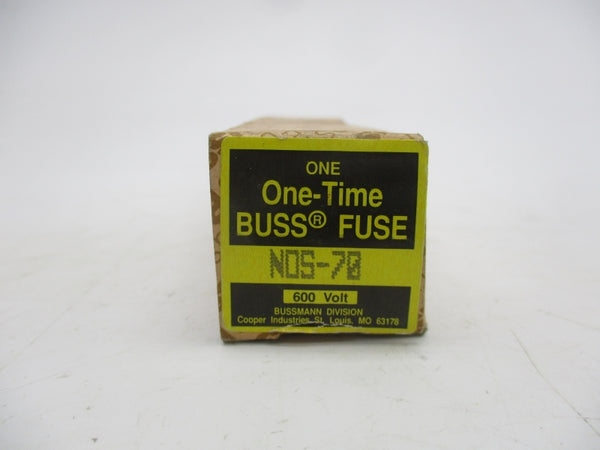 ONE
One-Time
BUSS® FUSE
NOS-70
600 Volt
BUSSMANN DIVISION
Cooper Industries St. Louis, MO 63178